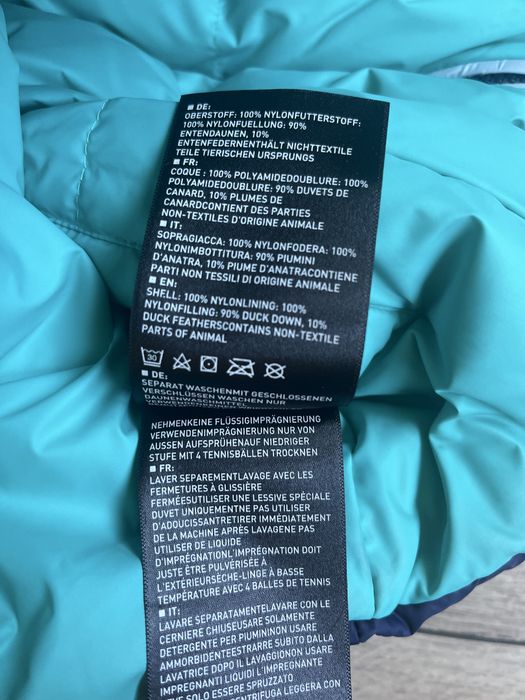 DE:
OBERSTOFF: 100% NYLONFUTTERSTOFF:
100% NYLONFUELLUNG: 90%
ENTENDAUNEN, 10%
ENTENFEDERNENTHÄLT NICHTTEXTILE
TEILE TIERISCHEN URSPRUNGS
FR:
COQUE : 100% POLYAMIDEDOUBLURE: 100%
POLYAMIDEDOUBLURE: 90% DUVETS DE
CANARD, 10% PLUMES DE
CANARDCONTIENT DES PARTIES
NON-TEXTILES D'ORIGINE ANIMALE
IT:
SOPRAGIACCA: 100% NYLONFODERA: 100%
NYLONIMBOTTITURA: 90% PIUMINI
D'ANATRA, 10% PIUME D'ANATRACONTIENE
PARTI NON TESSILI DI ORIGINE ANIMALE
EN:
SHELL: 100% NYLONLINING: 100%
NYLONFILLING: 90% DUCK DOWN, 10%
DUCK FEATHERSCONTAINS NON-TEXTILE
PARTS OF ANIMAL
30
DE:
SEPARAT WASCHENMIT GESCHLOSSENEN
VERSCHLÜSSEN WASCHEN NUR
DAUNENWASCHMITTEL
NEHMENKEINE FLÜSSIGIMPRÄGNIERUNG
VERWENDENIMPRÄGNIERUNG NUR VON
AUSSEN AUFSPRÜHENAUF NIEDRIGER
STUFE MIT 4 TENNISBÄLLEN TROCKNEN
FR:
LAVER SEPAREMENTLAVAGE AVEC LES
FERMETURES À GLISSIÈRE
FERMÉESUTILISER UNE LESSIVE SPÉCIALE
DUVET UNIQUEMENTNE PAS UTILISER
D'ADOUCISSANTRETIRER IMMÉDIATEMENT
DE LA MACHINE APRÈS LAVAGENE PAS
UTILISER DE LIQUIDE
D'IMPRÉGNATIONL'IMPRÉGNATION DOIT
JUSTE ÊTRE PULVÉRISÉE À
L'EXTÉRIEURSÈCHE-LINGE À BASSE
TEMPÉRATURE AVEC 4 BALLES DE TENNIS
IT:
LAVARE SEPARATAMENTELAVARE CON LE
CERNIERE CHIUSEUSARE SOLAMENTE
DETERGENTE PER PIUMININON USARE
AMMORBIDENTEESTRARRE SUBITO DALLA
LAVATRICE DOPO IL LAVAGGIONON USARE
IMPREGNANTI LIQUIDI L'IMPREGNANTE
SOLO ESSERE SPRUZZATO
LEGGERA CON